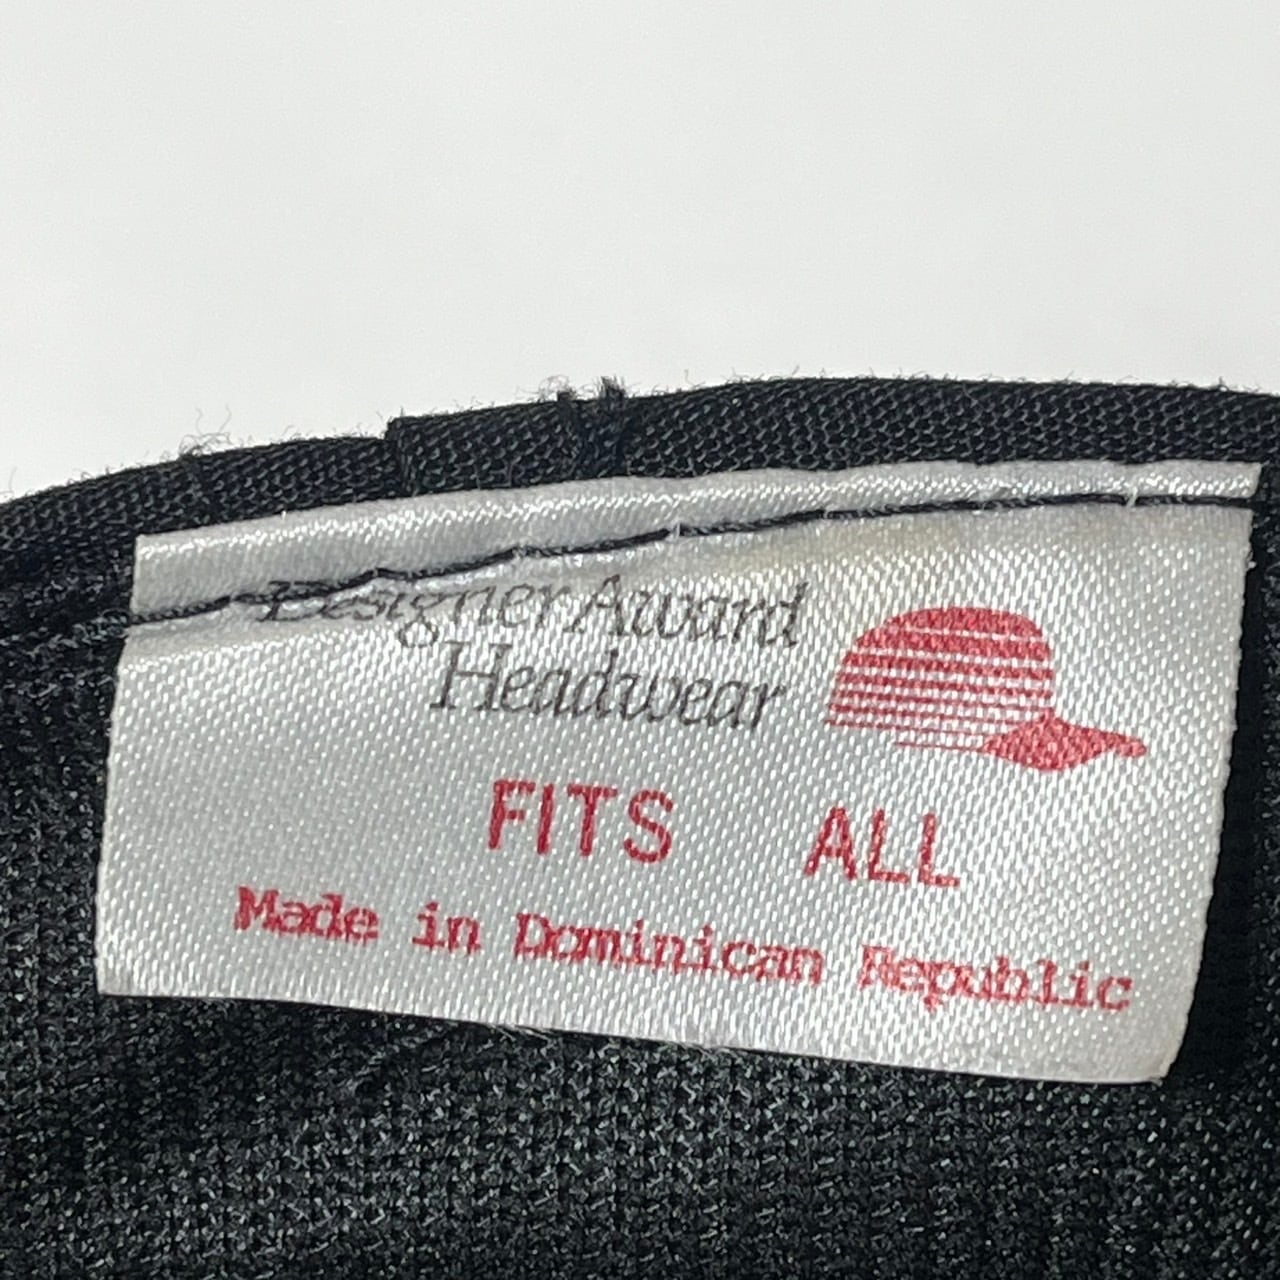 Designer Award
Headwear
FITS ALL
Made in Dominican Republic